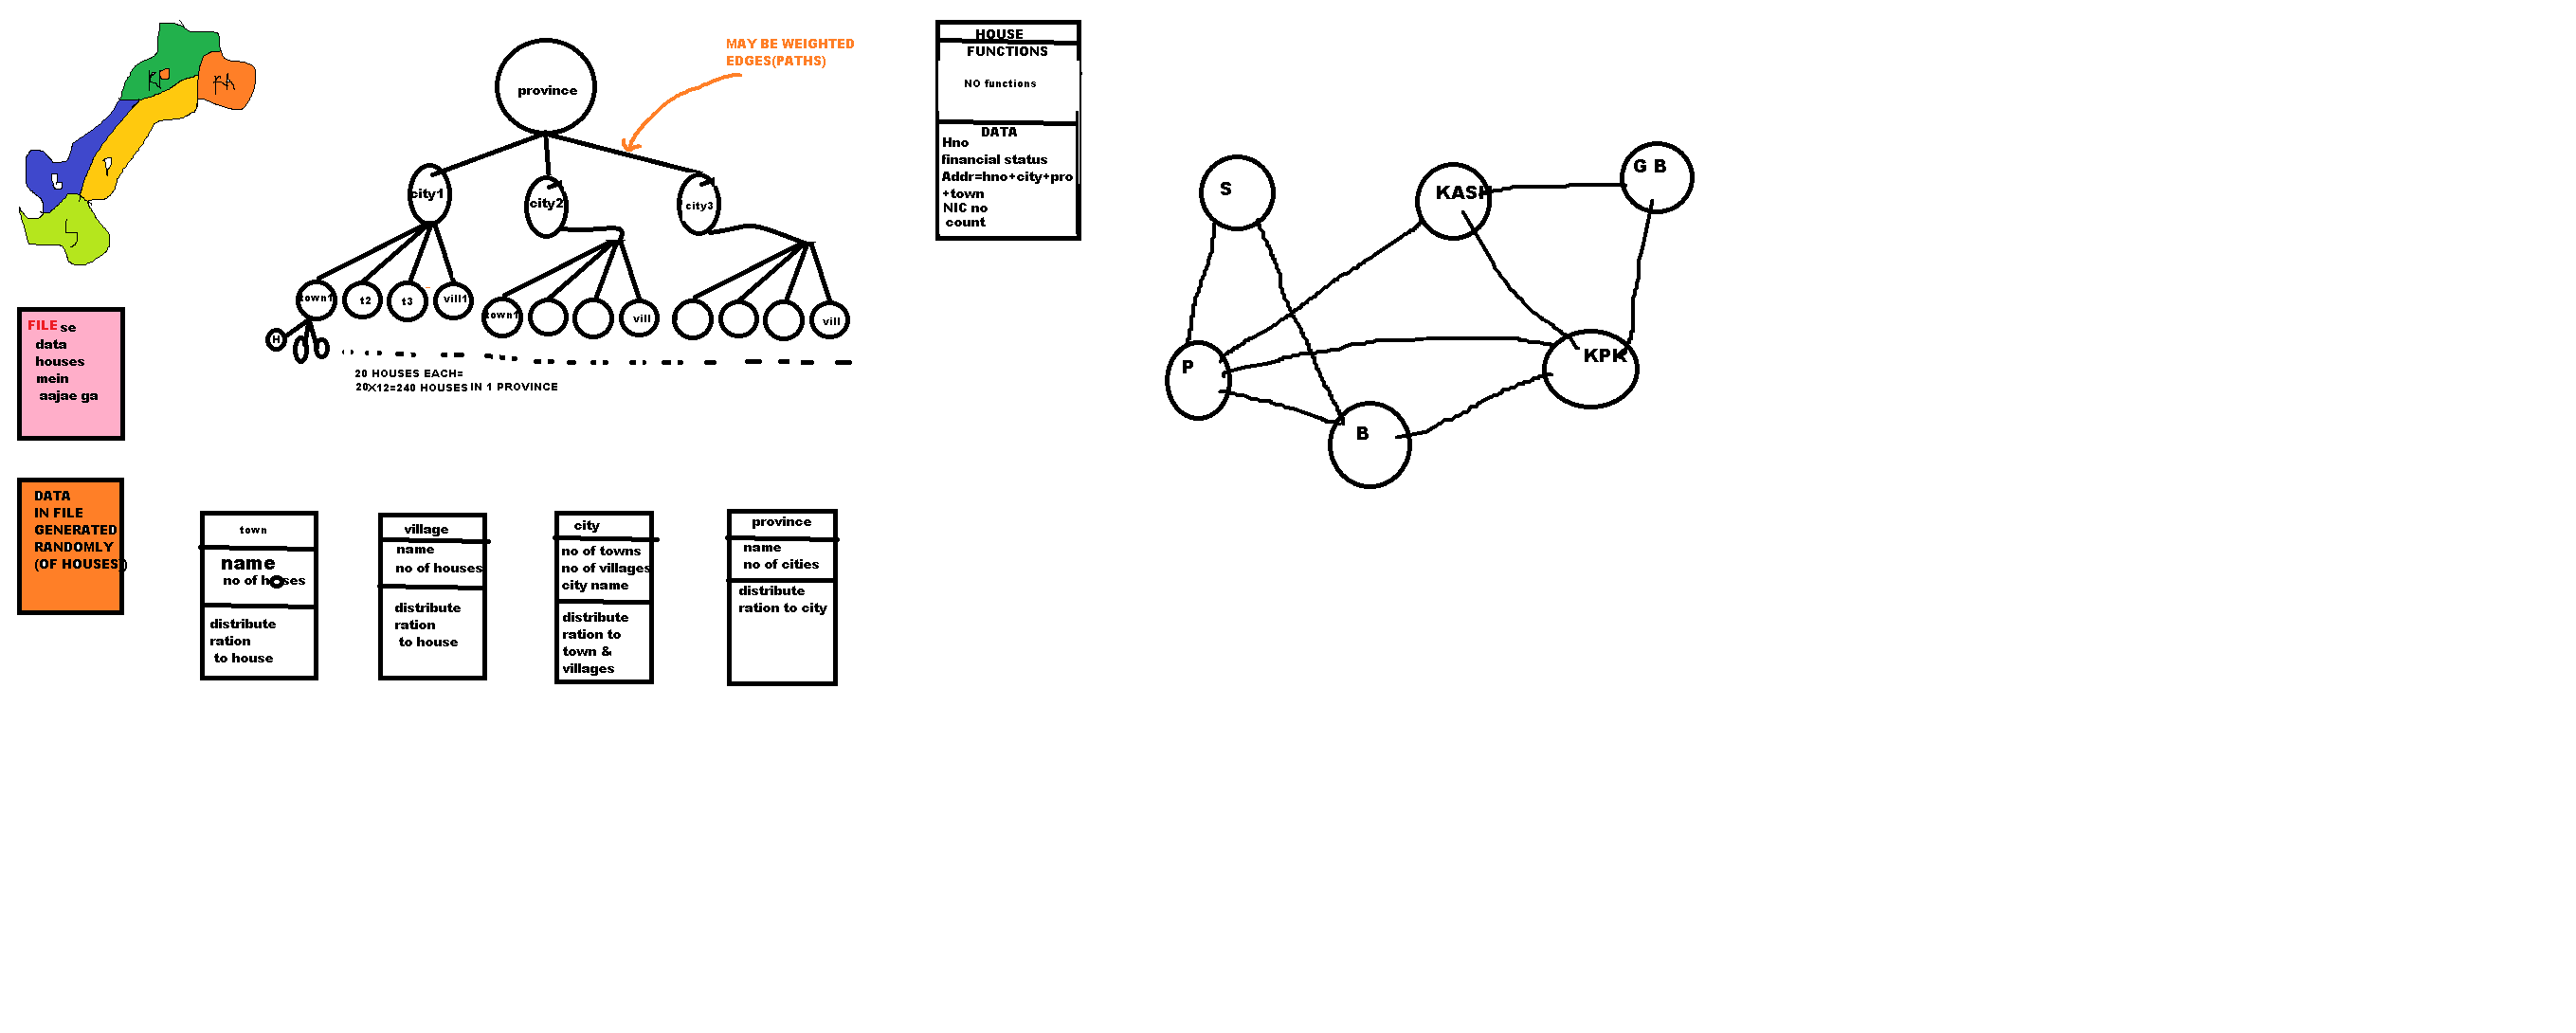 KP
KA
P
S
FILE se
data
houses
mein
aajae ga
DATA
IN FILE
GENERATED
RANDOMLY
(OF HOUSES)
province
MAY BE WEIGHTED
EDGES(PATHS)
city1
city2
city3
town1
t2
t3
vill1
town1
vill
vill
H
20 HOUSES EACH=
20X12=240 HOUSES IN 1 PROVINCE
town
name
no of houses
distribute
ration
to house
village
name
no of houses
distribute
ration
to house
city
no of towns
no of villages
city name
distribute
ration to
town &
villages
province
name
no of cities
distribute
ration to city
HOUSE
FUNCTIONS
NO functions
DATA
Hno
financial status
Addr=hno+city+pro
+town
NIC no
count
S
KASH
G B
P
KPK
B